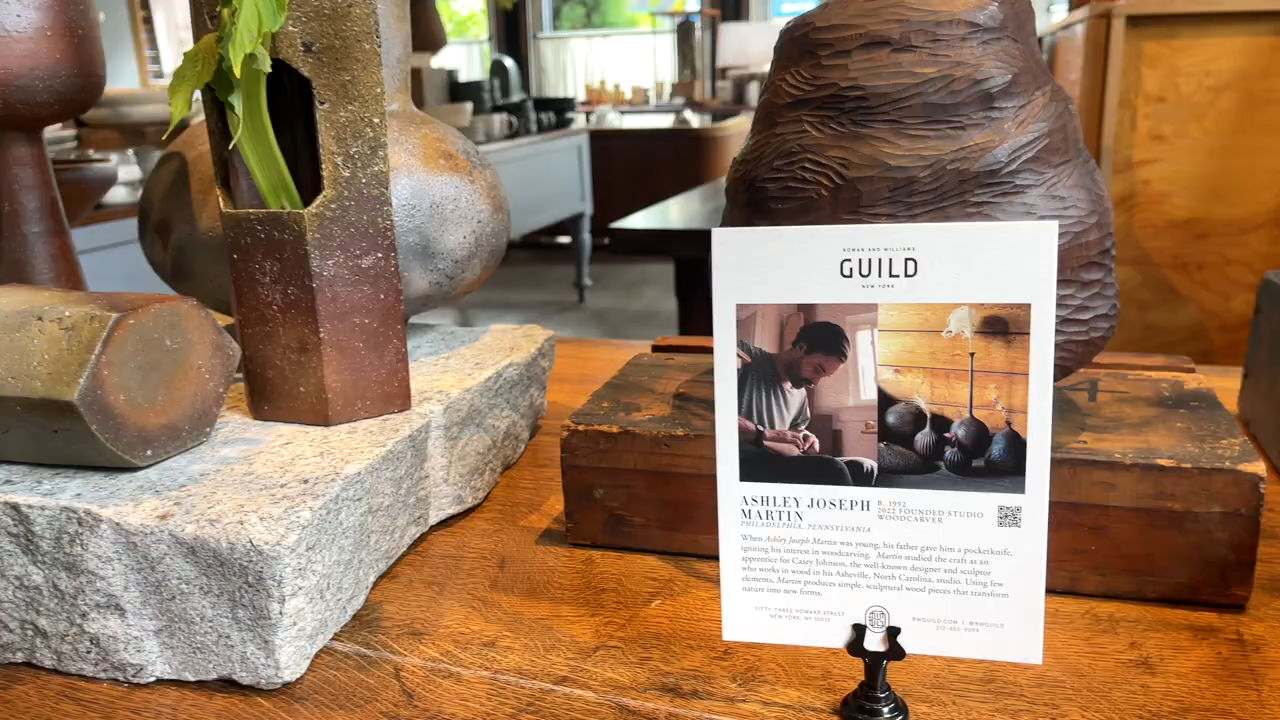 ROMAN AND WILLIAMS
GUILD
NEW YORK
ASHLEY JOSEPH
MARTIN
PHILADELPHIA, PENNSYLVANIA
B. 1992
2022 FOUNDED STUDIO
WOODCARVER
When Ashley Joseph Martin was young, his father gave him a pocketknife,
igniting his interest in woodcarving. Martin studied the craft as an
apprentice for Casey Johnson, the well-known designer and sculptor
who works in wood in his Asheville, North Carolina, studio. Using few
elements, Martin produces simple, sculptural wood pieces that transform
nature into new forms.
FIFTY-THREE HOWARD STREET
NEW YORK, NY 10013
RWGUILD.COM | @RWGUILD
212-852-9099